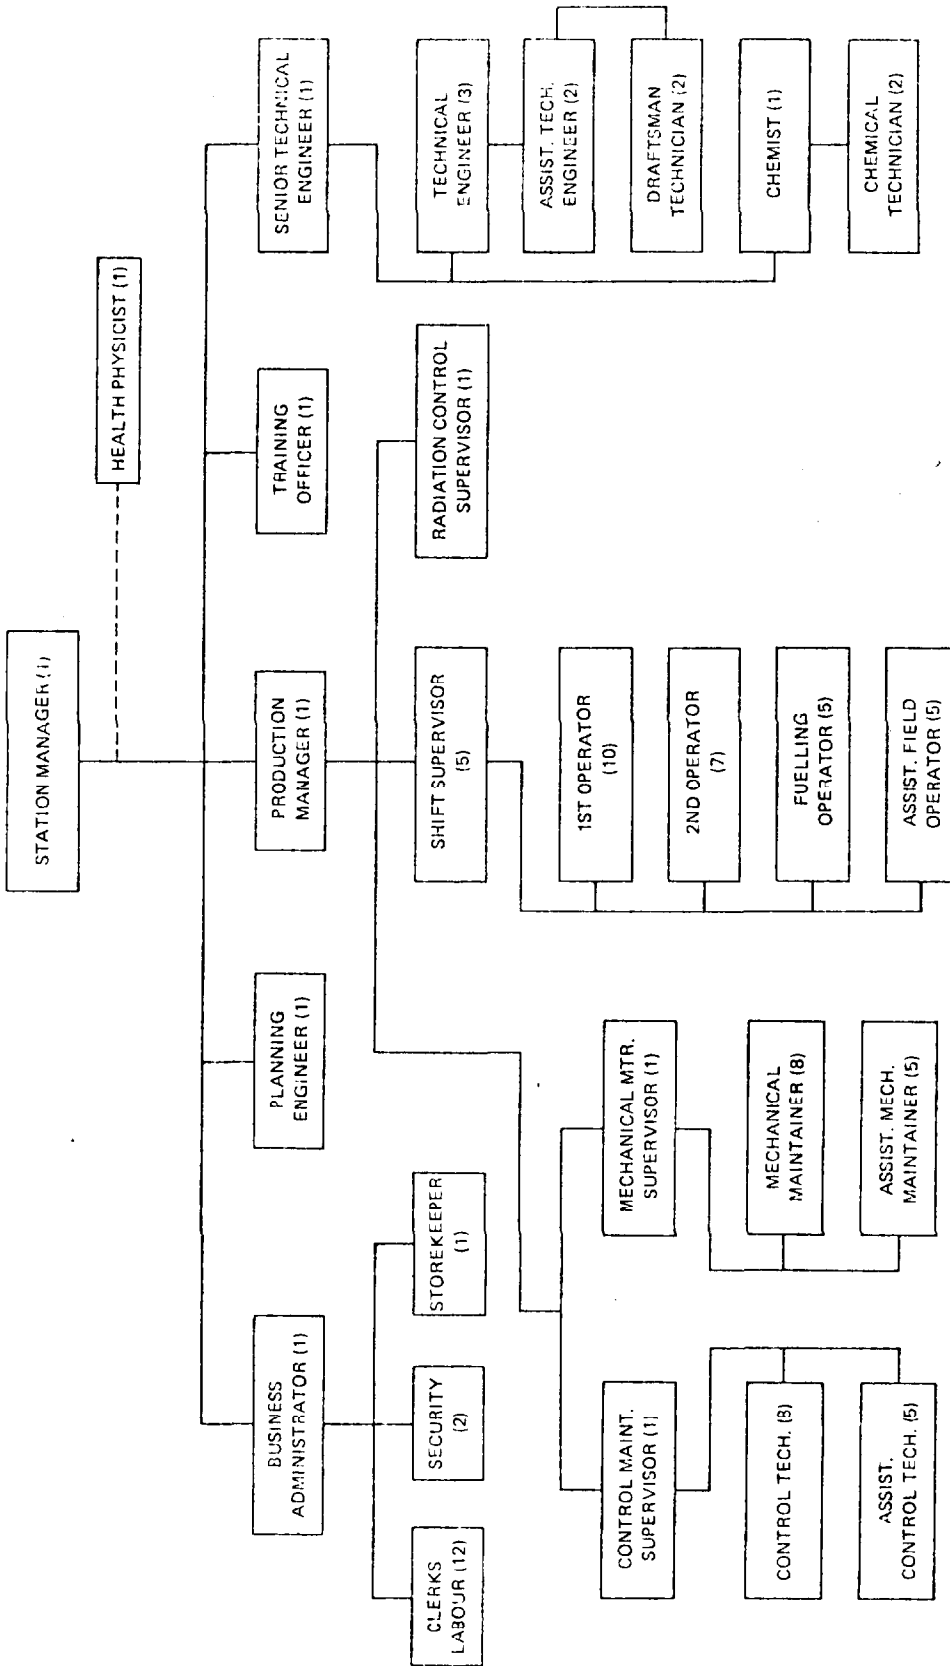 STATION MANAGER (1)
HEALTH PHYSICIST (1)
BUSINESS
ADMINISTRATOR (1)
PLANNING
ENGINEER (1)
PRODUCTION
MANAGER (1)
TRAINING
OFFICER (1)
SENIOR TECHNICAL
ENGINEER (1)
CLERKS
LABOUR (12)
SECURITY
(2)
STOREKEEPER
(1)
SHIFT SUPERVISOR
(5)
RADIATION CONTROL
SUPERVISOR (1)
TECHNICAL
ENGINEER (3)
ASSIST. TECH.
ENGINEER (2)
DRAFTSMAN
TECHNICIAN (2)
CHEMIST (1)
CHEMICAL
TECHNICIAN (2)
1ST OPERATOR
(10)
2ND OPERATOR
(7)
FUELLING
OPERATOR (5)
ASSIST. FIELD
OPERATOR (5)
CONTROL MAINT.
SUPERVISOR (1)
MECHANICAL MTR.
SUPERVISOR (1)
CONTROL TECH. (8)
ASSIST.
CONTROL TECH. (5)
MECHANICAL
MAINTAINER (8)
ASSIST. MECH.
MAINTAINER (5)